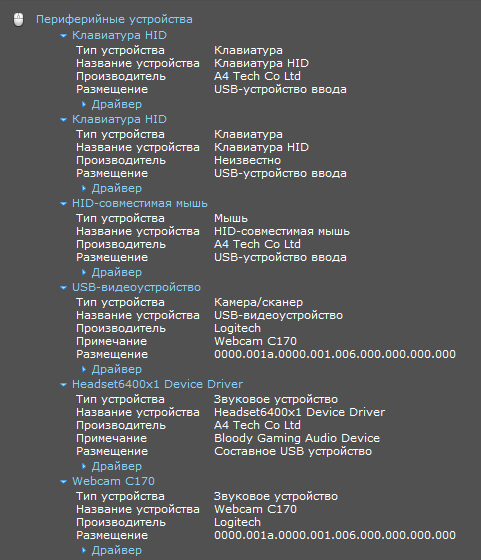 Периферийные устройства
Клавиатура HID
Тип устройства Клавиатура
Название устройства Клавиатура HID
Производитель A4 Tech Co Ltd
Размещение USB-устройство ввода
Драйвер
Клавиатура HID
Тип устройства Клавиатура
Название устройства Клавиатура HID
Производитель Неизвестно
Размещение USB-устройство ввода
Драйвер
HID-совместимая мышь
Тип устройства Мышь
Название устройства HID-совместимая мышь
Производитель A4 Tech Co Ltd
Размещение USB-устройство ввода
Драйвер
USB-видеоустройство
Тип устройства Камера/сканер
Название устройства USB-видеоустройство
Производитель Logitech
Примечание Webcam C170
Размещение 0000.001a.0000.001.006.000.000.000.000
Драйвер
Headset6400x1 Device Driver
Тип устройства Звуковое устройство
Название устройства Headset6400x1 Device Driver
Производитель A4 Tech Co Ltd
Примечание Bloody Gaming Audio Device
Размещение Составное USB устройство
Драйвер
Webcam C170
Тип устройства Звуковое устройство
Название устройства Webcam C170
Производитель Logitech
Размещение 0000.001a.0000.001.006.000.000.000.000
Драйвер